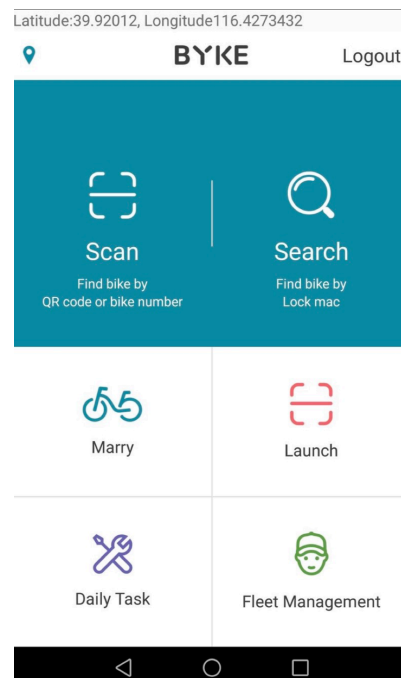 Latitude:39.92012, Longitude116.4273432
BYKE
Logout
Scan
Find bike by
QR code or bike number
Search
Find bike by
Lock mac
Marry
Launch
Daily Task
Fleet Management